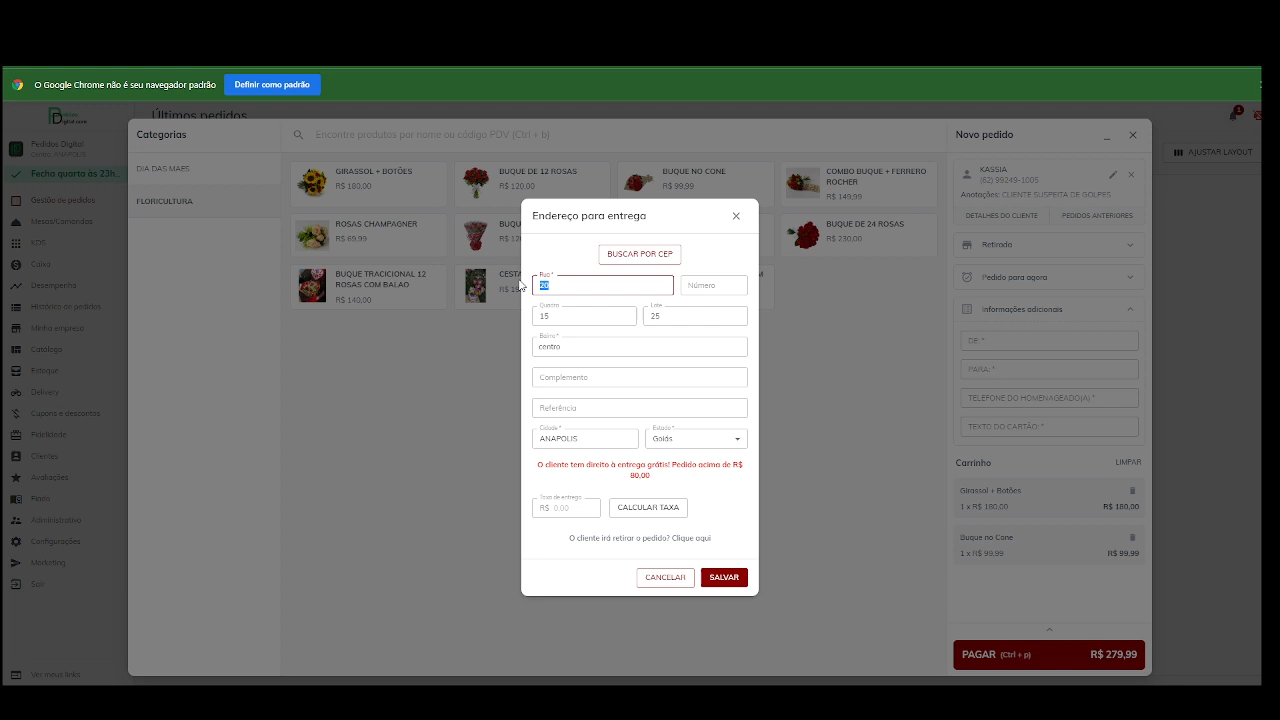 O Google Chrome não é seu navegador padrão
Definir como padrão
Últimos pedidos
1
AJUSTAR LAYOUT
Pedidos Digital
Centro, ANAPOLIS
Fecha quarta às 23h...
Gestão de pedidos
Mesas/Comandas
KDS
Caixa
Desempenho
Histórico de pedidos
Minha empresa
Catálogo
Estoque
Delivery
Cupons e descontos
Fidelidade
Clientes
Avaliações
Fiado
Administrativo
Configurações
Marketing
Sair
Ver meus links
Categorias
DIA DAS MAES
FLORICULTURA
Encontre produtos por nome ou código PDV (Ctrl + b)
GIRASSOL + BOTÕES
R$ 180,00
BUQUE DE 12 ROSAS
R$ 120,00
BUQUE NO CONE
R$ 99,99
COMBO BUQUE + FERRERO
ROCHER
R$ 149,99
ROSAS CHAMPAGNER
R$ 69,99
BUQUE DE 24 ROSAS
R$ 230,00
BUQUE TRACICIONAL 12
ROSAS COM BALAO
R$ 140,00
Endereço para entrega
BUSCAR POR CEP
Rua *
20
Número
Quadra
15
Lote
25
Bairro *
centro
Complemento
Referência
Cidade *
ANAPOLIS
Estado *
Goiás
O cliente tem direito à entrega grátis! Pedido acima de R$
80,00
Taxa de entrega
R$ 0,00
CALCULAR TAXA
O cliente irá retirar o pedido? Clique aqui
CANCELAR
SALVAR
Novo pedido
KASSIA
(62) 99249-1005
Anotações: CLIENTE SUSPEITA DE GOLPES
DETALHES DO CLIENTE
PEDIDOS ANTERIORES
Retirada
Pedido para agora
Informações adicionais
DE: *
PARA: *
TELEFONE DO HOMENAGEADO(A) *
TEXTO DO CARTÃO: *
Carrinho
LIMPAR
Girassol + Botões
1 x R$ 180,00
R$ 180,00
Buque no Cone
1 x R$ 99,99
R$ 99,99
PAGAR (Ctrl + p)
R$ 279,99